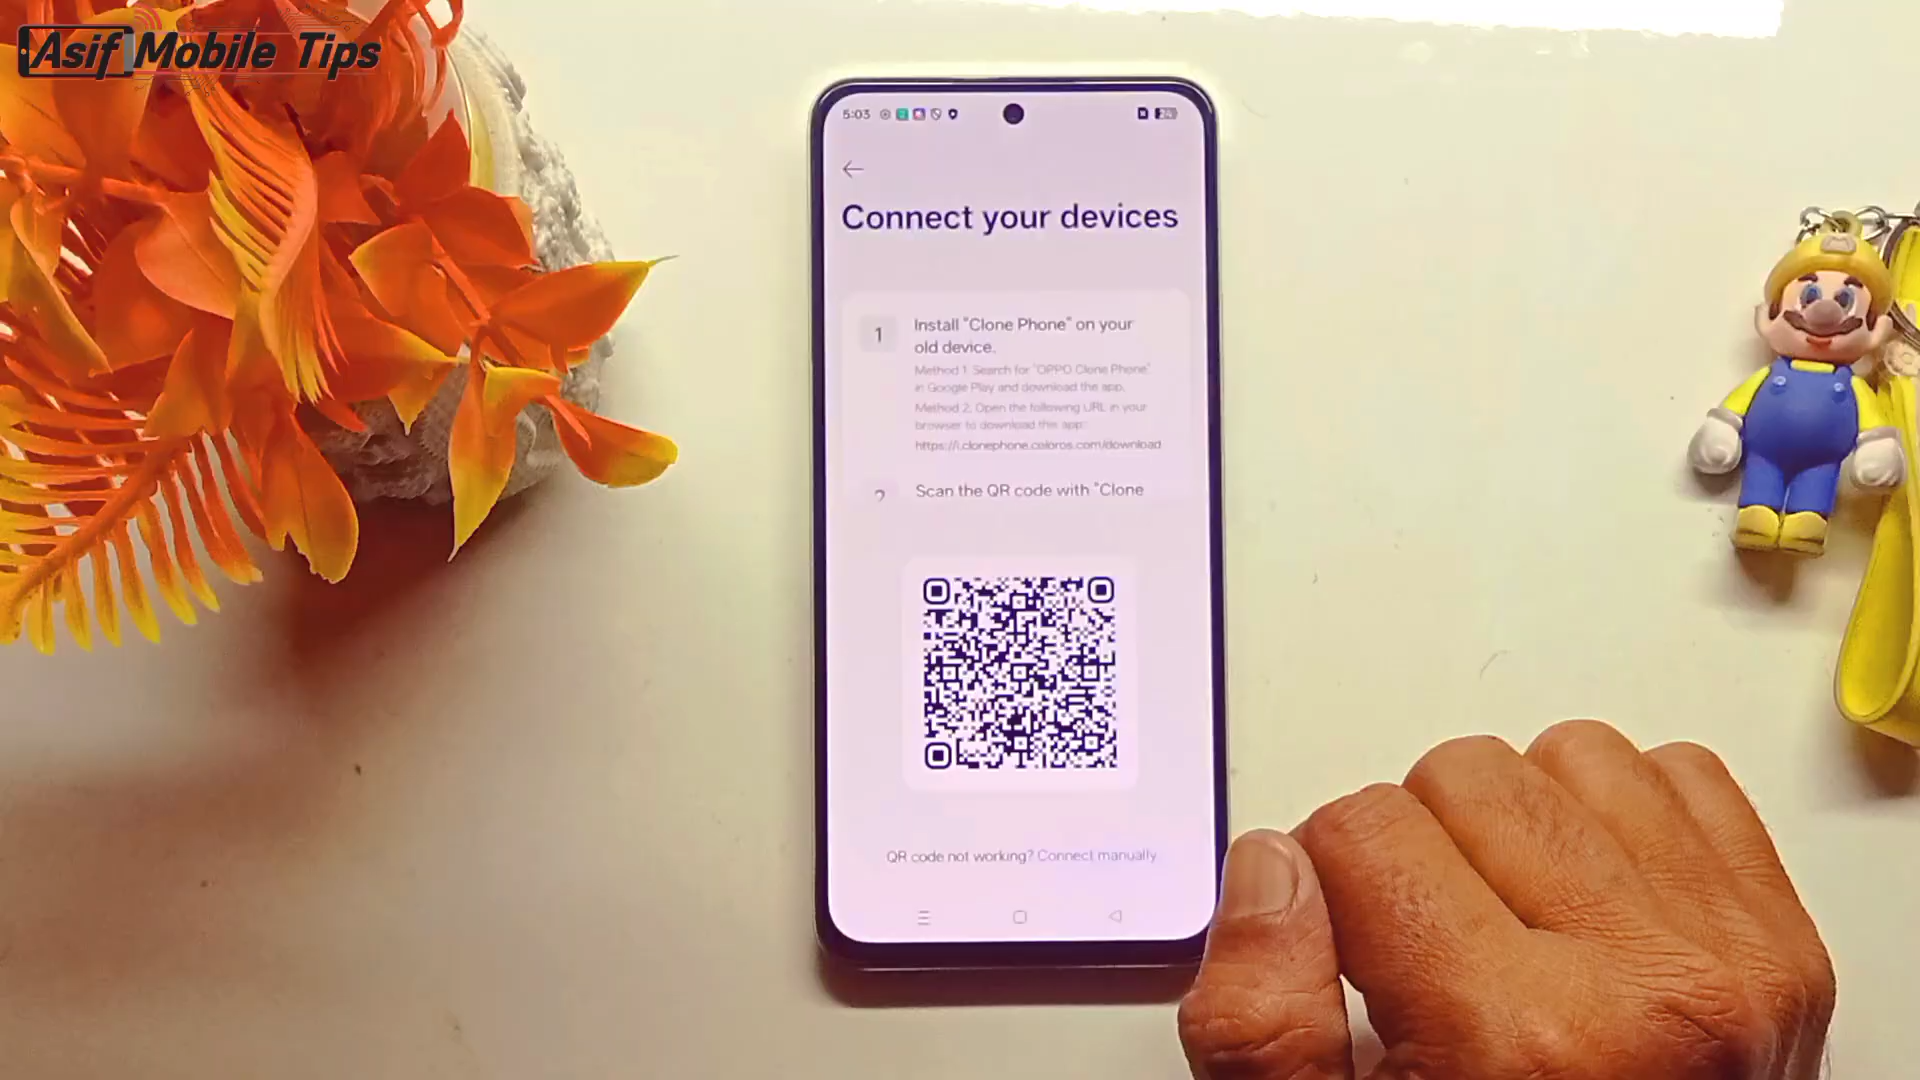 Asif Mobile Tips
5:03
Connect your devices
1
Install "Clone Phone" on your
old device.
Method 1. Search for "OPPO Clone Phone"
in Google Play and download the app.
Method 2. Open the following URL in your
browser to download this app:
https://i.clonephone.coloros.com/download
2
Scan the QR code with "Clone
QR code not working? Connect manually